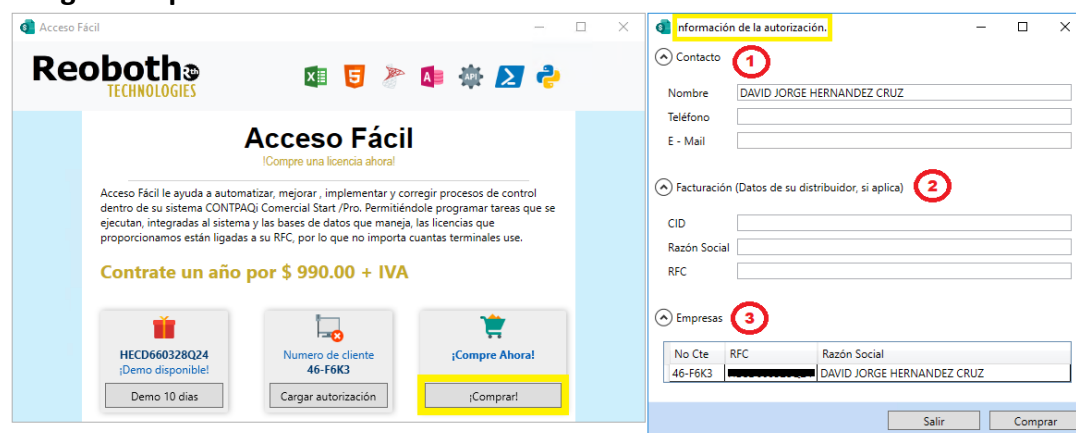 Acceso Fácil
Reoboth Rth
TECHNOLOGIES
API
Acceso Fácil
!Compre una licencia ahora!
Acceso Fácil le ayuda a automatizar, mejorar , implementar y corregir procesos de control
dentro de su sistema CONTPAQi Comercial Start /Pro. Permitiéndole programar tareas que se
ejecutan, integradas al sistema y las bases de datos que maneja, las licencias que
proporcionamos están ligadas a su RFC, por lo que no importa cuantas terminales use.
Contrate un año por $ 990.00 + IVA
HECD660328Q24
¡Demo disponible!
Demo 10 dias
Numero de cliente
46-F6K3
Cargar autorización
¡Compre Ahora!
¡Comprar!
nformación de la autorización.
Contacto 1
Nombre DAVID JORGE HERNANDEZ CRUZ
Teléfono
E - Mail
Facturación (Datos de su distribuidor, si aplica) 2
CID
Razón Social
RFC
Empresas 3
No Cte RFC Razón Social
46-F6K3 DAVID JORGE HERNANDEZ CRUZ
Salir Comprar